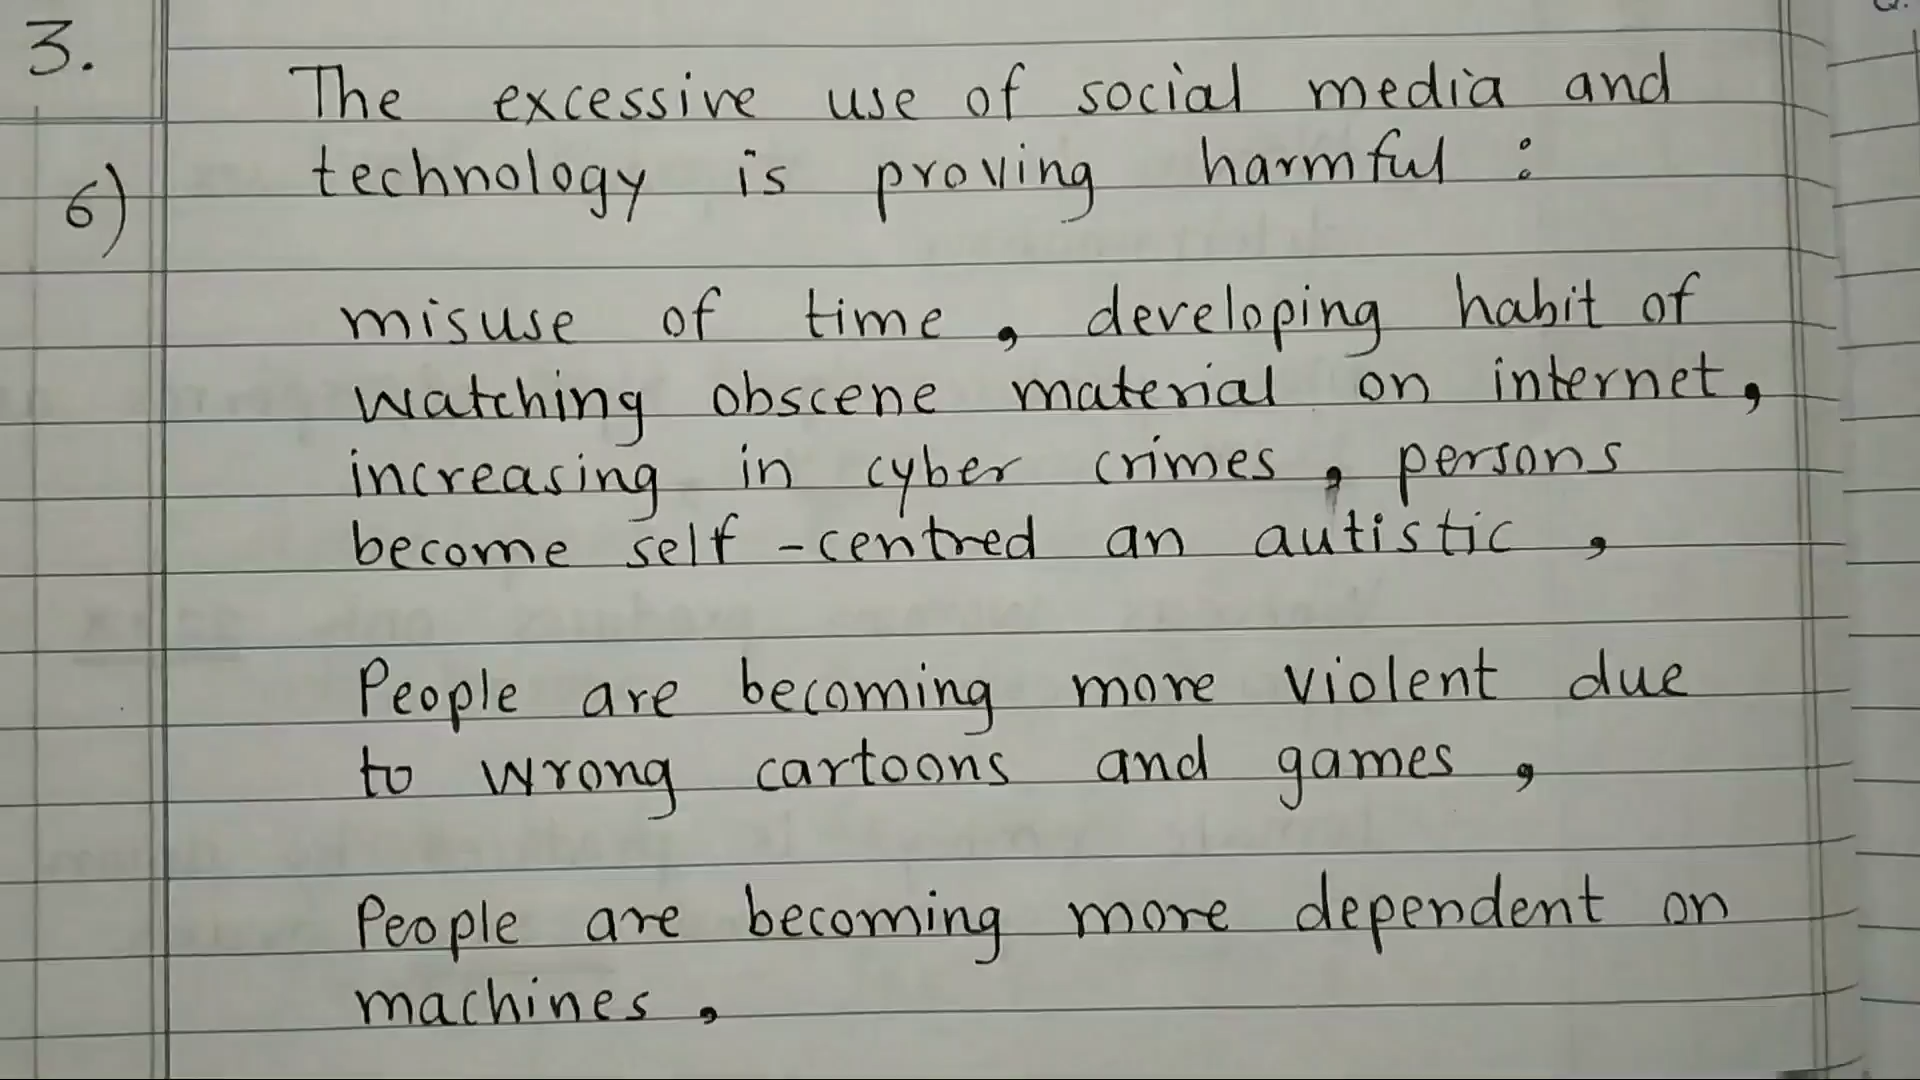 3.
The excessive use of social media and
6) technology is proving harmful :
misuse of time , developing habit of
watching obscene material on internet,
increasing in cyber crimes , persons
become self - centred an autistic ,
People are becoming more violent due
to wrong cartoons and games ,
People are becoming more dependent on
machines ,